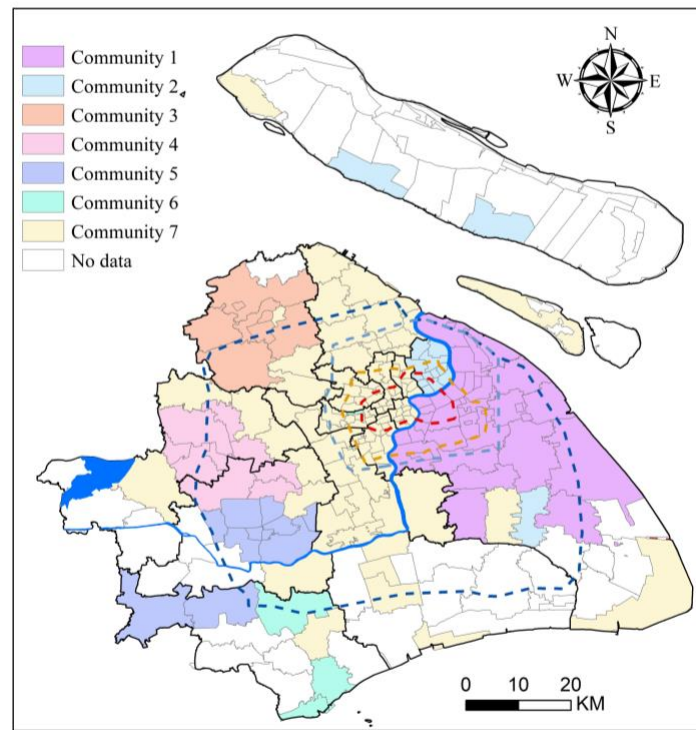 Community 1
Community 2
Community 3
Community 4
Community 5
Community 6
Community 7
No data
N
W E
S
0 10 20
KM